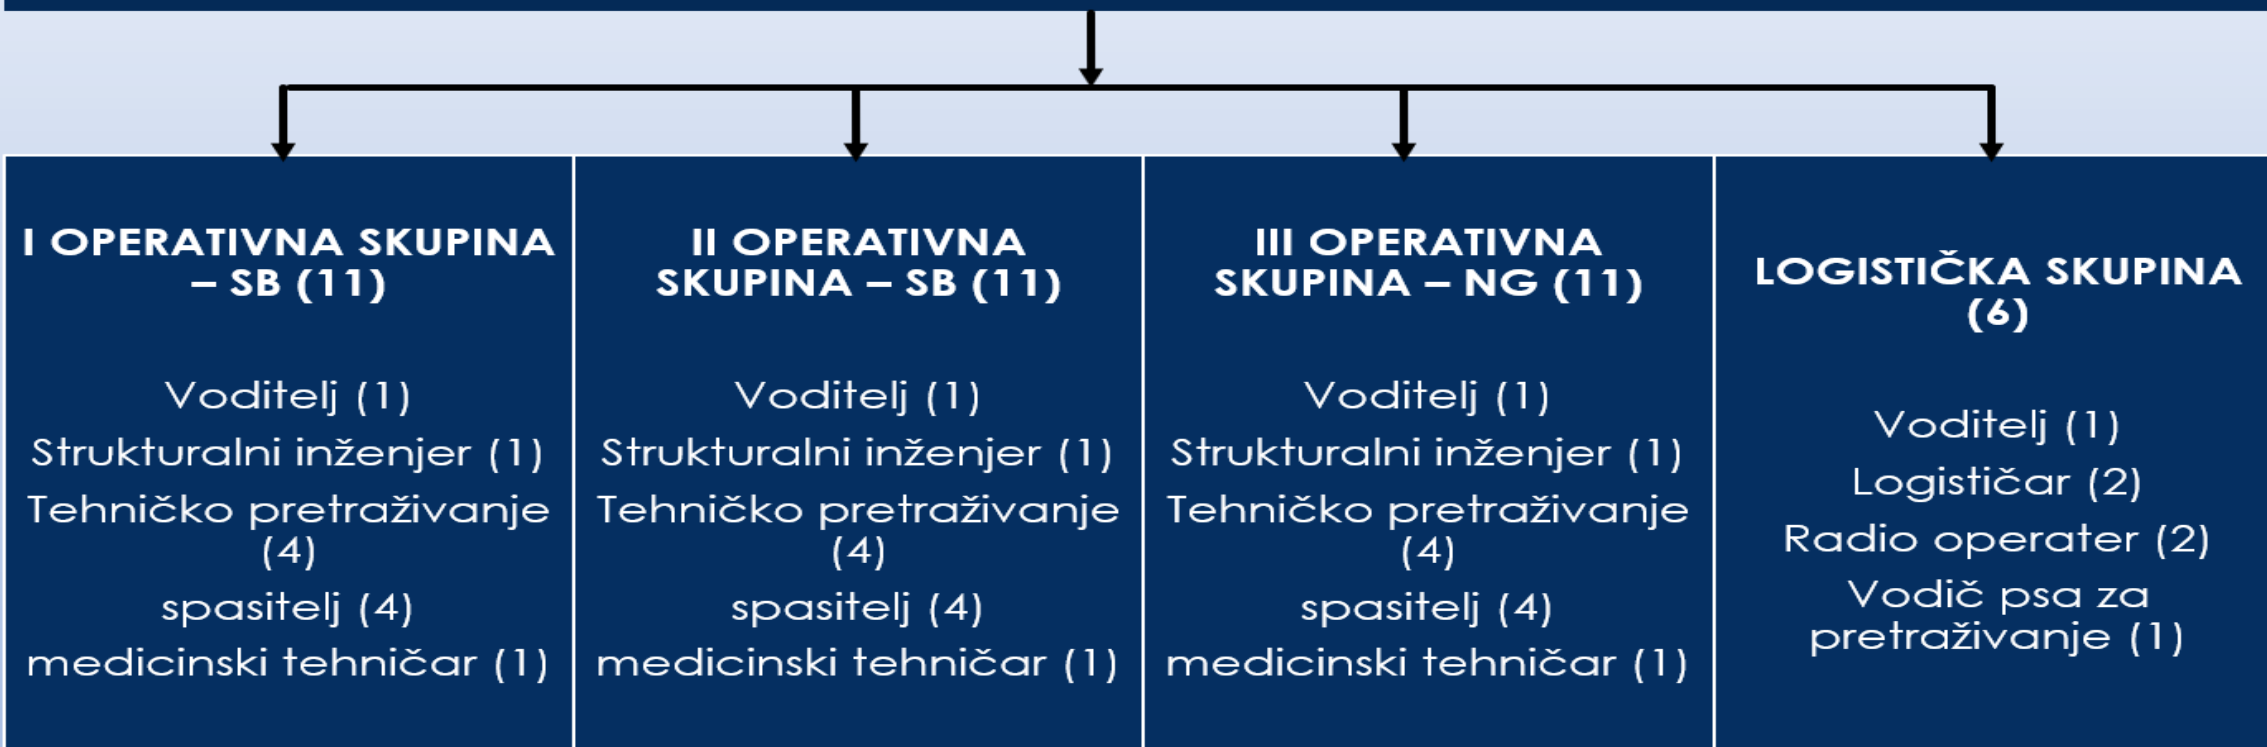 I OPERATIVNA SKUPINA
– SB (11)
Voditelj (1)
Strukturalni inženjer (1)
Tehničko pretraživanje
(4)
spasitelj (4)
medicinski tehničar (1)
II OPERATIVNA
SKUPINA – SB (11)
Voditelj (1)
Strukturalni inženjer (1)
Tehničko pretraživanje
(4)
spasitelj (4)
medicinski tehničar (1)
III OPERATIVNA
SKUPINA – NG (11)
Voditelj (1)
Strukturalni inženjer (1)
Tehničko pretraživanje
(4)
spasitelj (4)
medicinski tehničar (1)
LOGISTIČKA SKUPINA
(6)
Voditelj (1)
Logističar (2)
Radio operater (2)
Vodič psa za
pretraživanje (1)